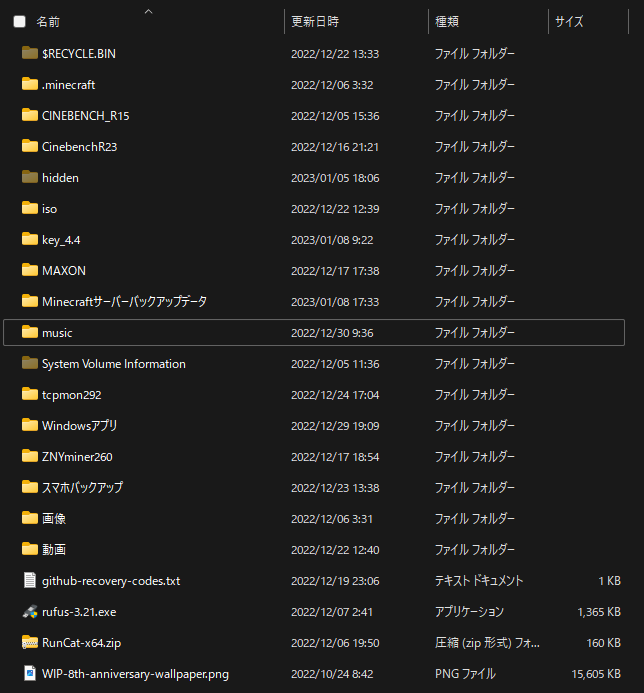 名前 更新日時 種類 サイズ
$RECYCLE.BIN 2022/12/22 13:33 ファイル フォルダー
.minecraft 2022/12/06 3:32 ファイル フォルダー
CINEBENCH_R15 2022/12/05 15:36 ファイル フォルダー
CinebenchR23 2022/12/16 21:21 ファイル フォルダー
hidden 2023/01/05 18:06 ファイル フォルダー
iso 2022/12/22 12:39 ファイル フォルダー
key_4.4 2023/01/08 9:22 ファイル フォルダー
MAXON 2022/12/17 17:38 ファイル フォルダー
Minecraftサーバーバックアップデータ 2023/01/08 17:33 ファイル フォルダー
music 2022/12/30 9:36 ファイル フォルダー
System Volume Information 2022/12/05 11:36 ファイル フォルダー
tcpmon292 2022/12/24 17:04 ファイル フォルダー
Windowsアプリ 2022/12/29 19:09 ファイル フォルダー
ZNYminer260 2022/12/17 18:54 ファイル フォルダー
スマホバックアップ 2022/12/23 13:38 ファイル フォルダー
画像 2022/12/06 3:31 ファイル フォルダー
動画 2022/12/22 12:40 ファイル フォルダー
github-recovery-codes.txt 2022/12/19 23:06 テキスト ドキュメント 1 KB
rufus-3.21.exe 2022/12/07 2:41 アプリケーション 1,365 KB
RunCat-x64.zip 2022/12/06 19:50 圧縮 (zip 形式) フォ... 160 KB
WIP-8th-anniversary-wallpaper.png 2022/10/24 8:42 PNG ファイル 15,605 KB